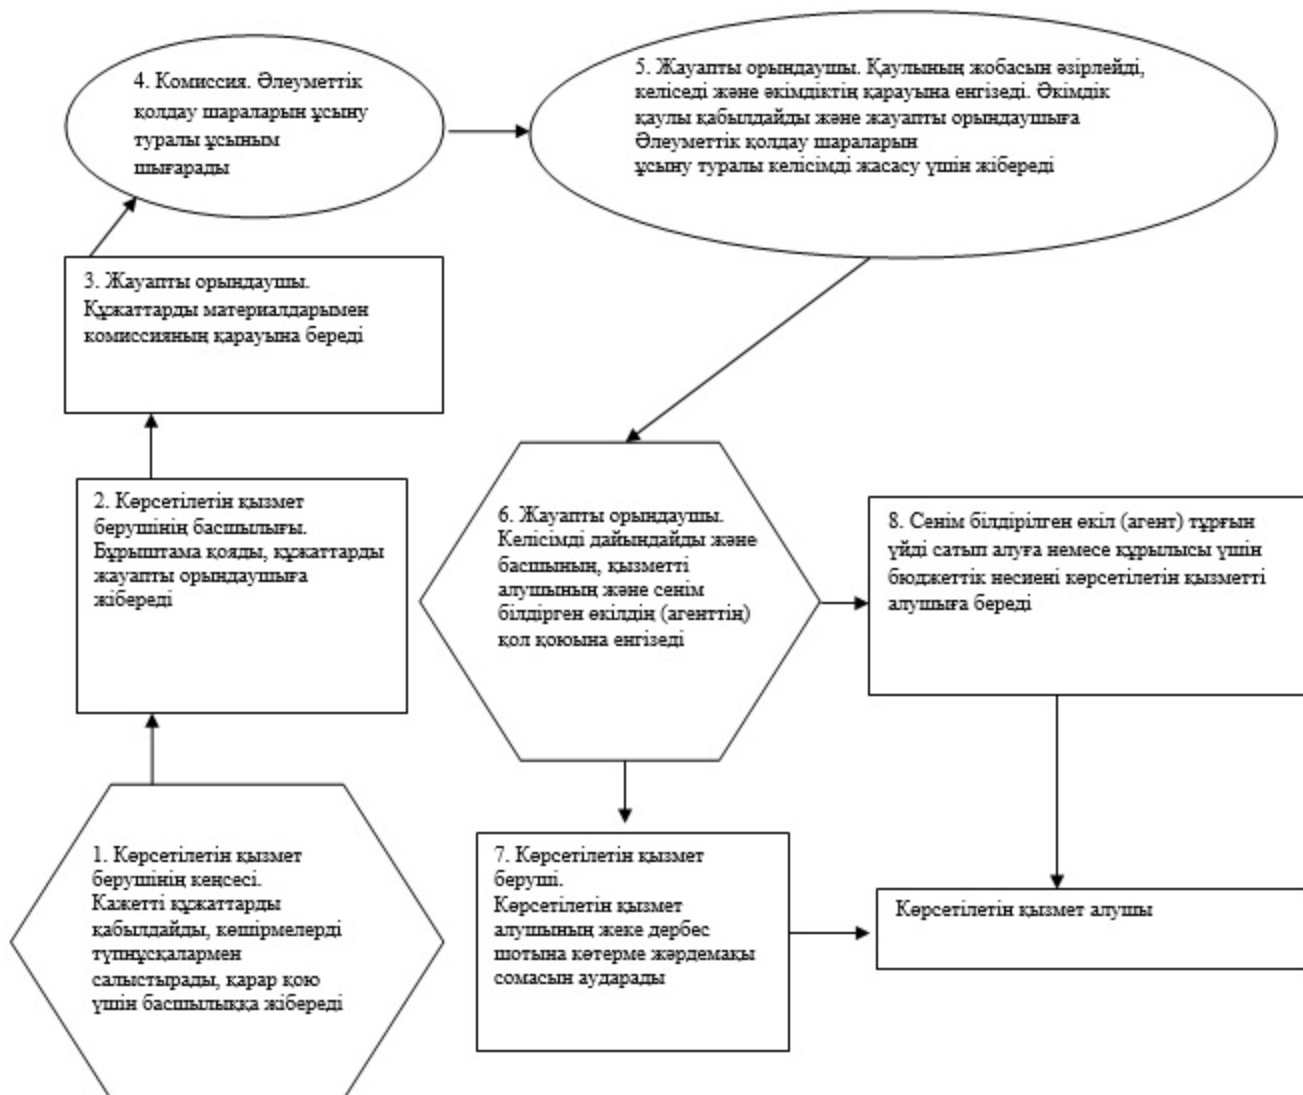 4. Комиссия. Әлеуметтік
қолдау шараларын ұсыну
туралы ұсыным
шығарады
5. Жауапты орындаушы. Қаулының жобасын әзірлейді,
келіседі және әкімдіктің қарауына енгізеді. Әкімдік
қаулы қабылдайды және жауапты орындаушыға
Әлеуметтік қолдау шараларын
ұсыну туралы келісімді жасасу үшін жібереді
3. Жауапты орындаушы.
Құжаттарды материалдарымен
комиссияның қарауына береді
2. Көрсетілетін қызмет
берушінің басшылығы.
Бұрыштама қояды, құжаттарды
жауапты орындаушыға
жібереді
6. Жауапты орындаушы.
Келісімді дайындайды және
басшының, қызметті
алушының және сенім
білдірген өкілдің (агенттің)
қол қоюына енгізеді
8. Сенім білдірілген өкіл (агент) тұрғын
үйді сатып алуға немесе құрылысы үшін
бюджеттік несиені көрсетілетін қызметті
алушыға береді
1. Көрсетілетін қызмет
берушінің кеңсесі.
Кажетті құжаттарды
қабылдайды, көшірмелерді
түпнұсқалармен
салыстырады, қарар қою
үшін басшылыққа жібереді
7. Көрсетілетін қызмет
беруші.
Көрсетілетін қызмет
алушының жеке дербес
шотына көтерме жәрдемақы
сомасын аударады
Көрсетілетін қызмет алушы